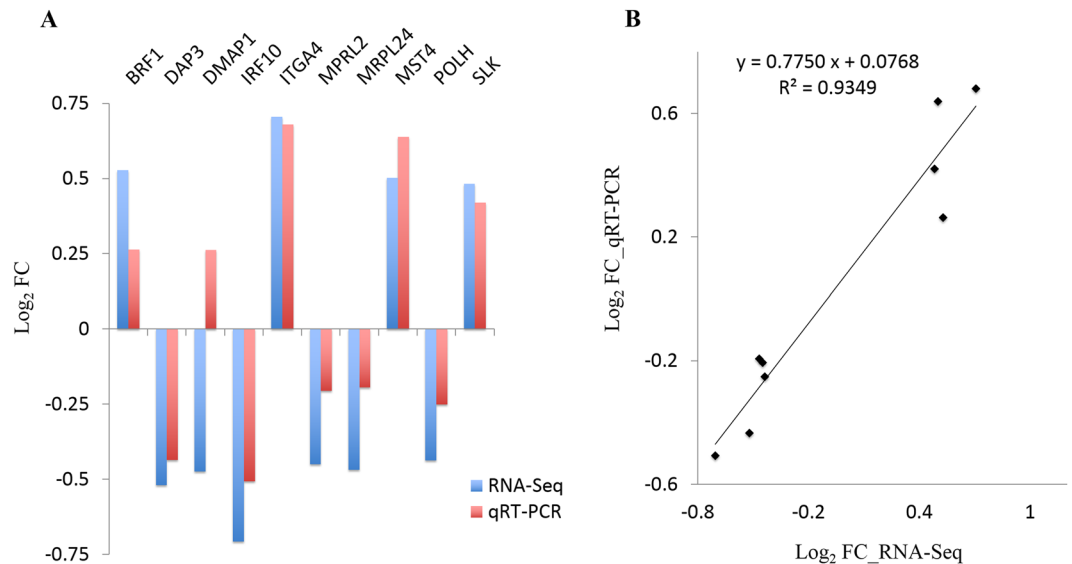 A
BRF1
DAP3
DMAP1
IRF10
ITGA4
MPRL2
MRPL24
MST4
POLH
SLK
0.75
0.5
0.25
0
-0.25
-0.5
-0.75
Log₂ FC
RNA-Seq
qRT-PCR
B
y = 0.7750 x + 0.0768
R² = 0.9349
0.6
0.2
-0.2
-0.6
Log₂ FC_qRT-PCR
-0.8 -0.2 0.4 1
Log₂ FC_RNA-Seq